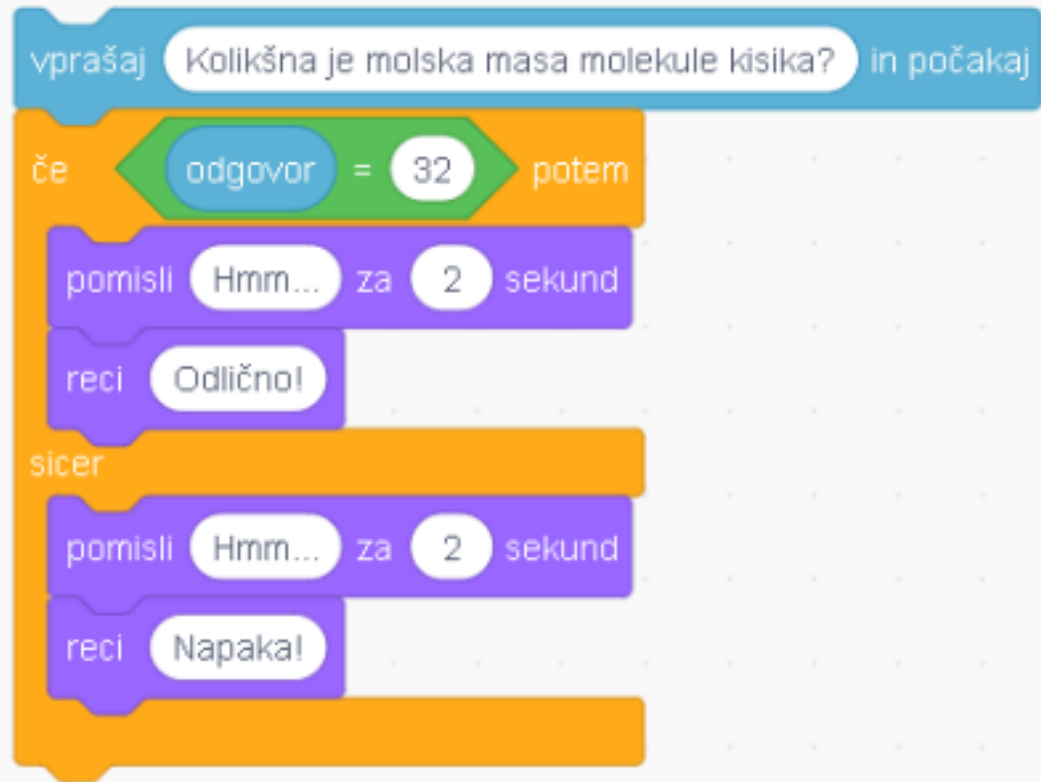 vprašaj Kolikšna je molska masa molekule kisika? in počakaj
če odgovor = 32 potem
pomisli Hmm... za 2 sekund
reci Odlično!
sicer
pomisli Hmm... za 2 sekund
reci Napaka!